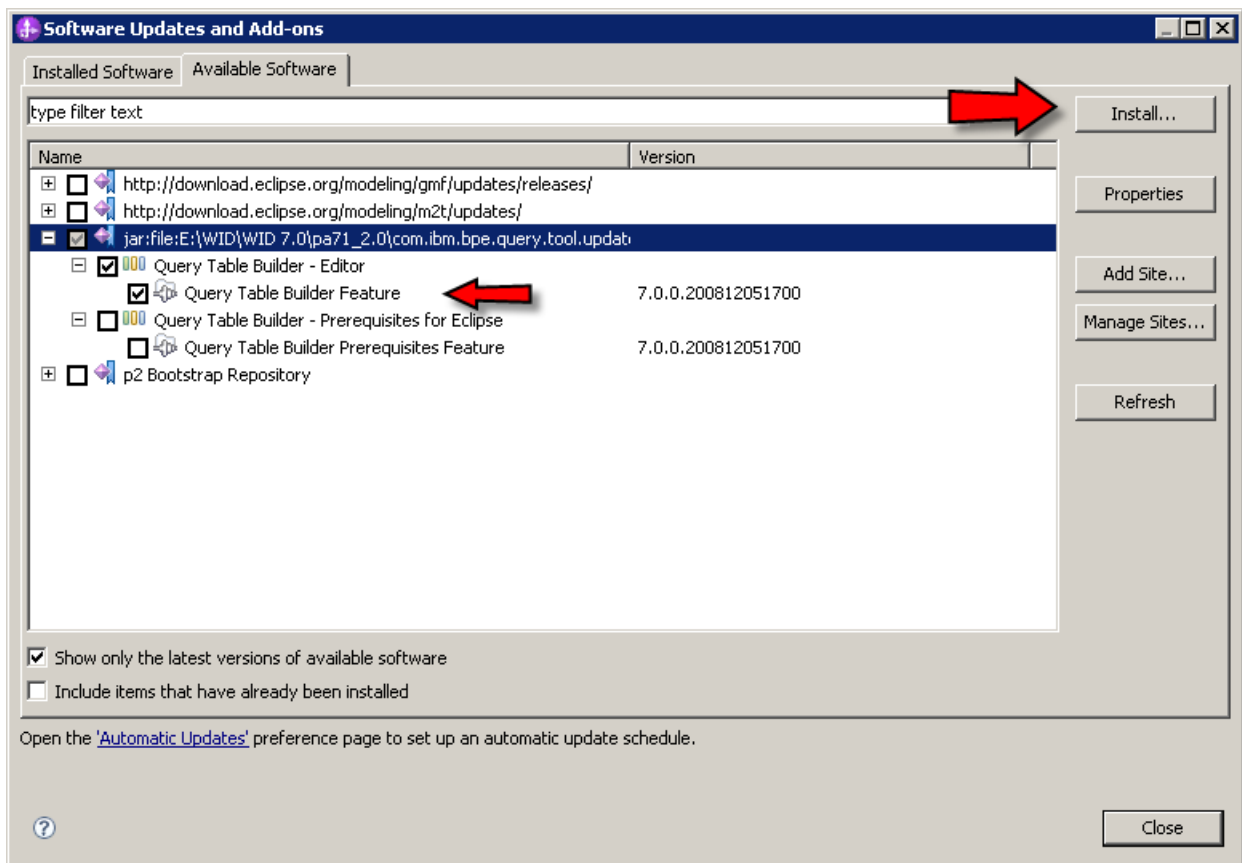 Software Updates and Add-ons
Installed Software Available Software
type filter text
Install...
Name Version
http://download.eclipse.org/modeling/gmf/updates/releases/
Properties
http://download.eclipse.org/modeling/m2t/updates/
jar:file:E:\WID\WID 7.0\pa71_2.0\com.ibm.bpe.query.tool.updat
Query Table Builder - Editor
Add Site...
Query Table Builder Feature 7.0.0.200812051700
Query Table Builder - Prerequisites for Eclipse
Manage Sites...
Query Table Builder Prerequisites Feature 7.0.0.200812051700
p2 Bootstrap Repository
Refresh
Show only the latest versions of available software
Include items that have already been installed
Open the 'Automatic Updates' preference page to set up an automatic update schedule.
?
Close